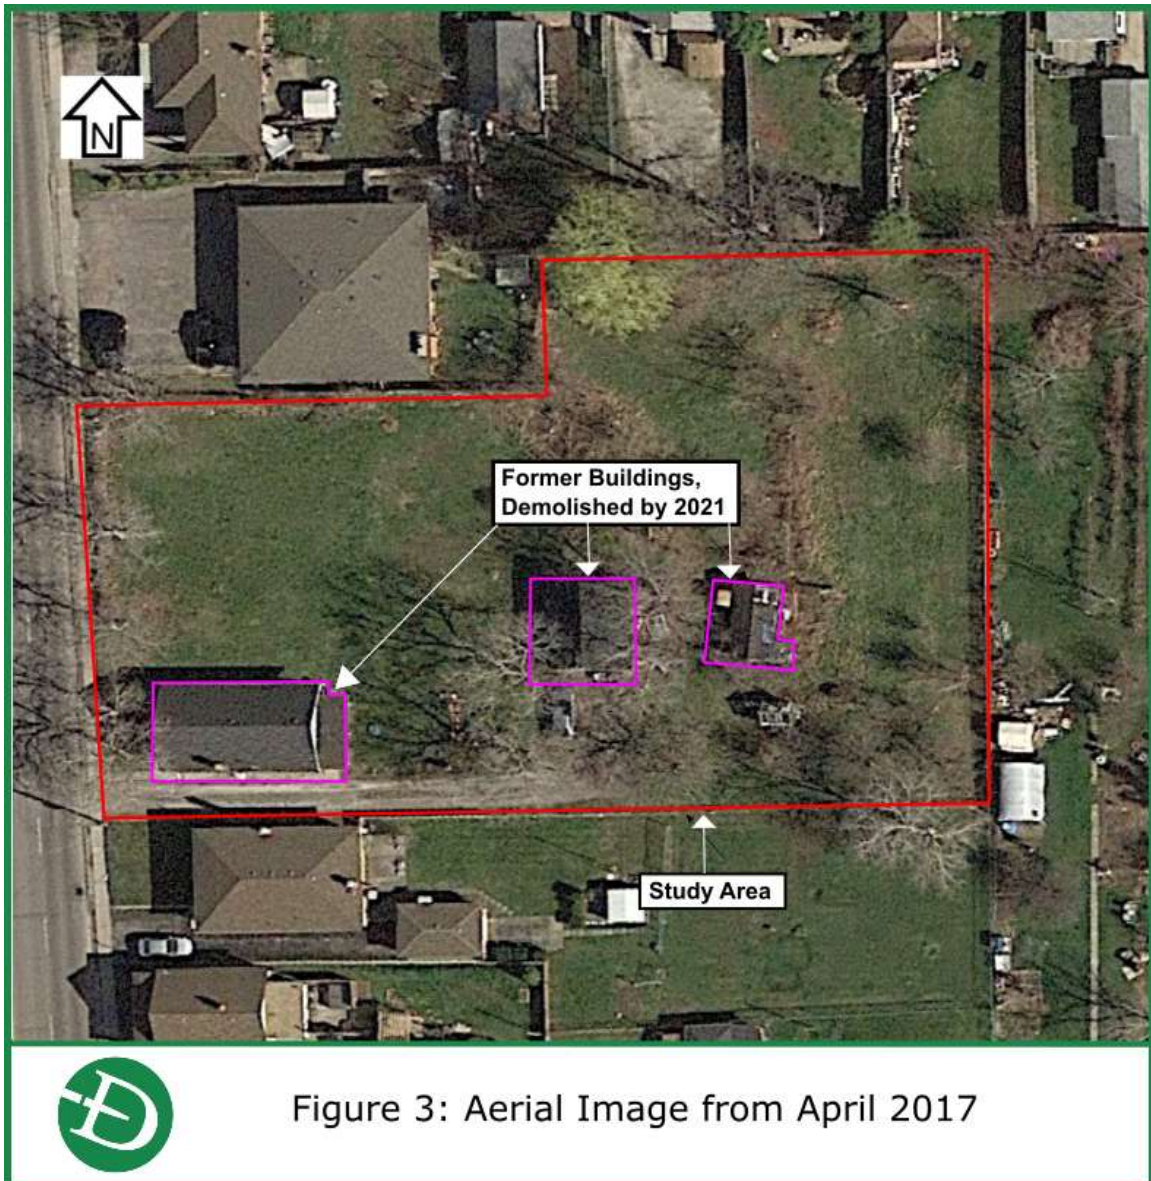 N
Former Buildings,
Demolished by 2021
Study Area
D
Figure 3: Aerial Image from April 2017